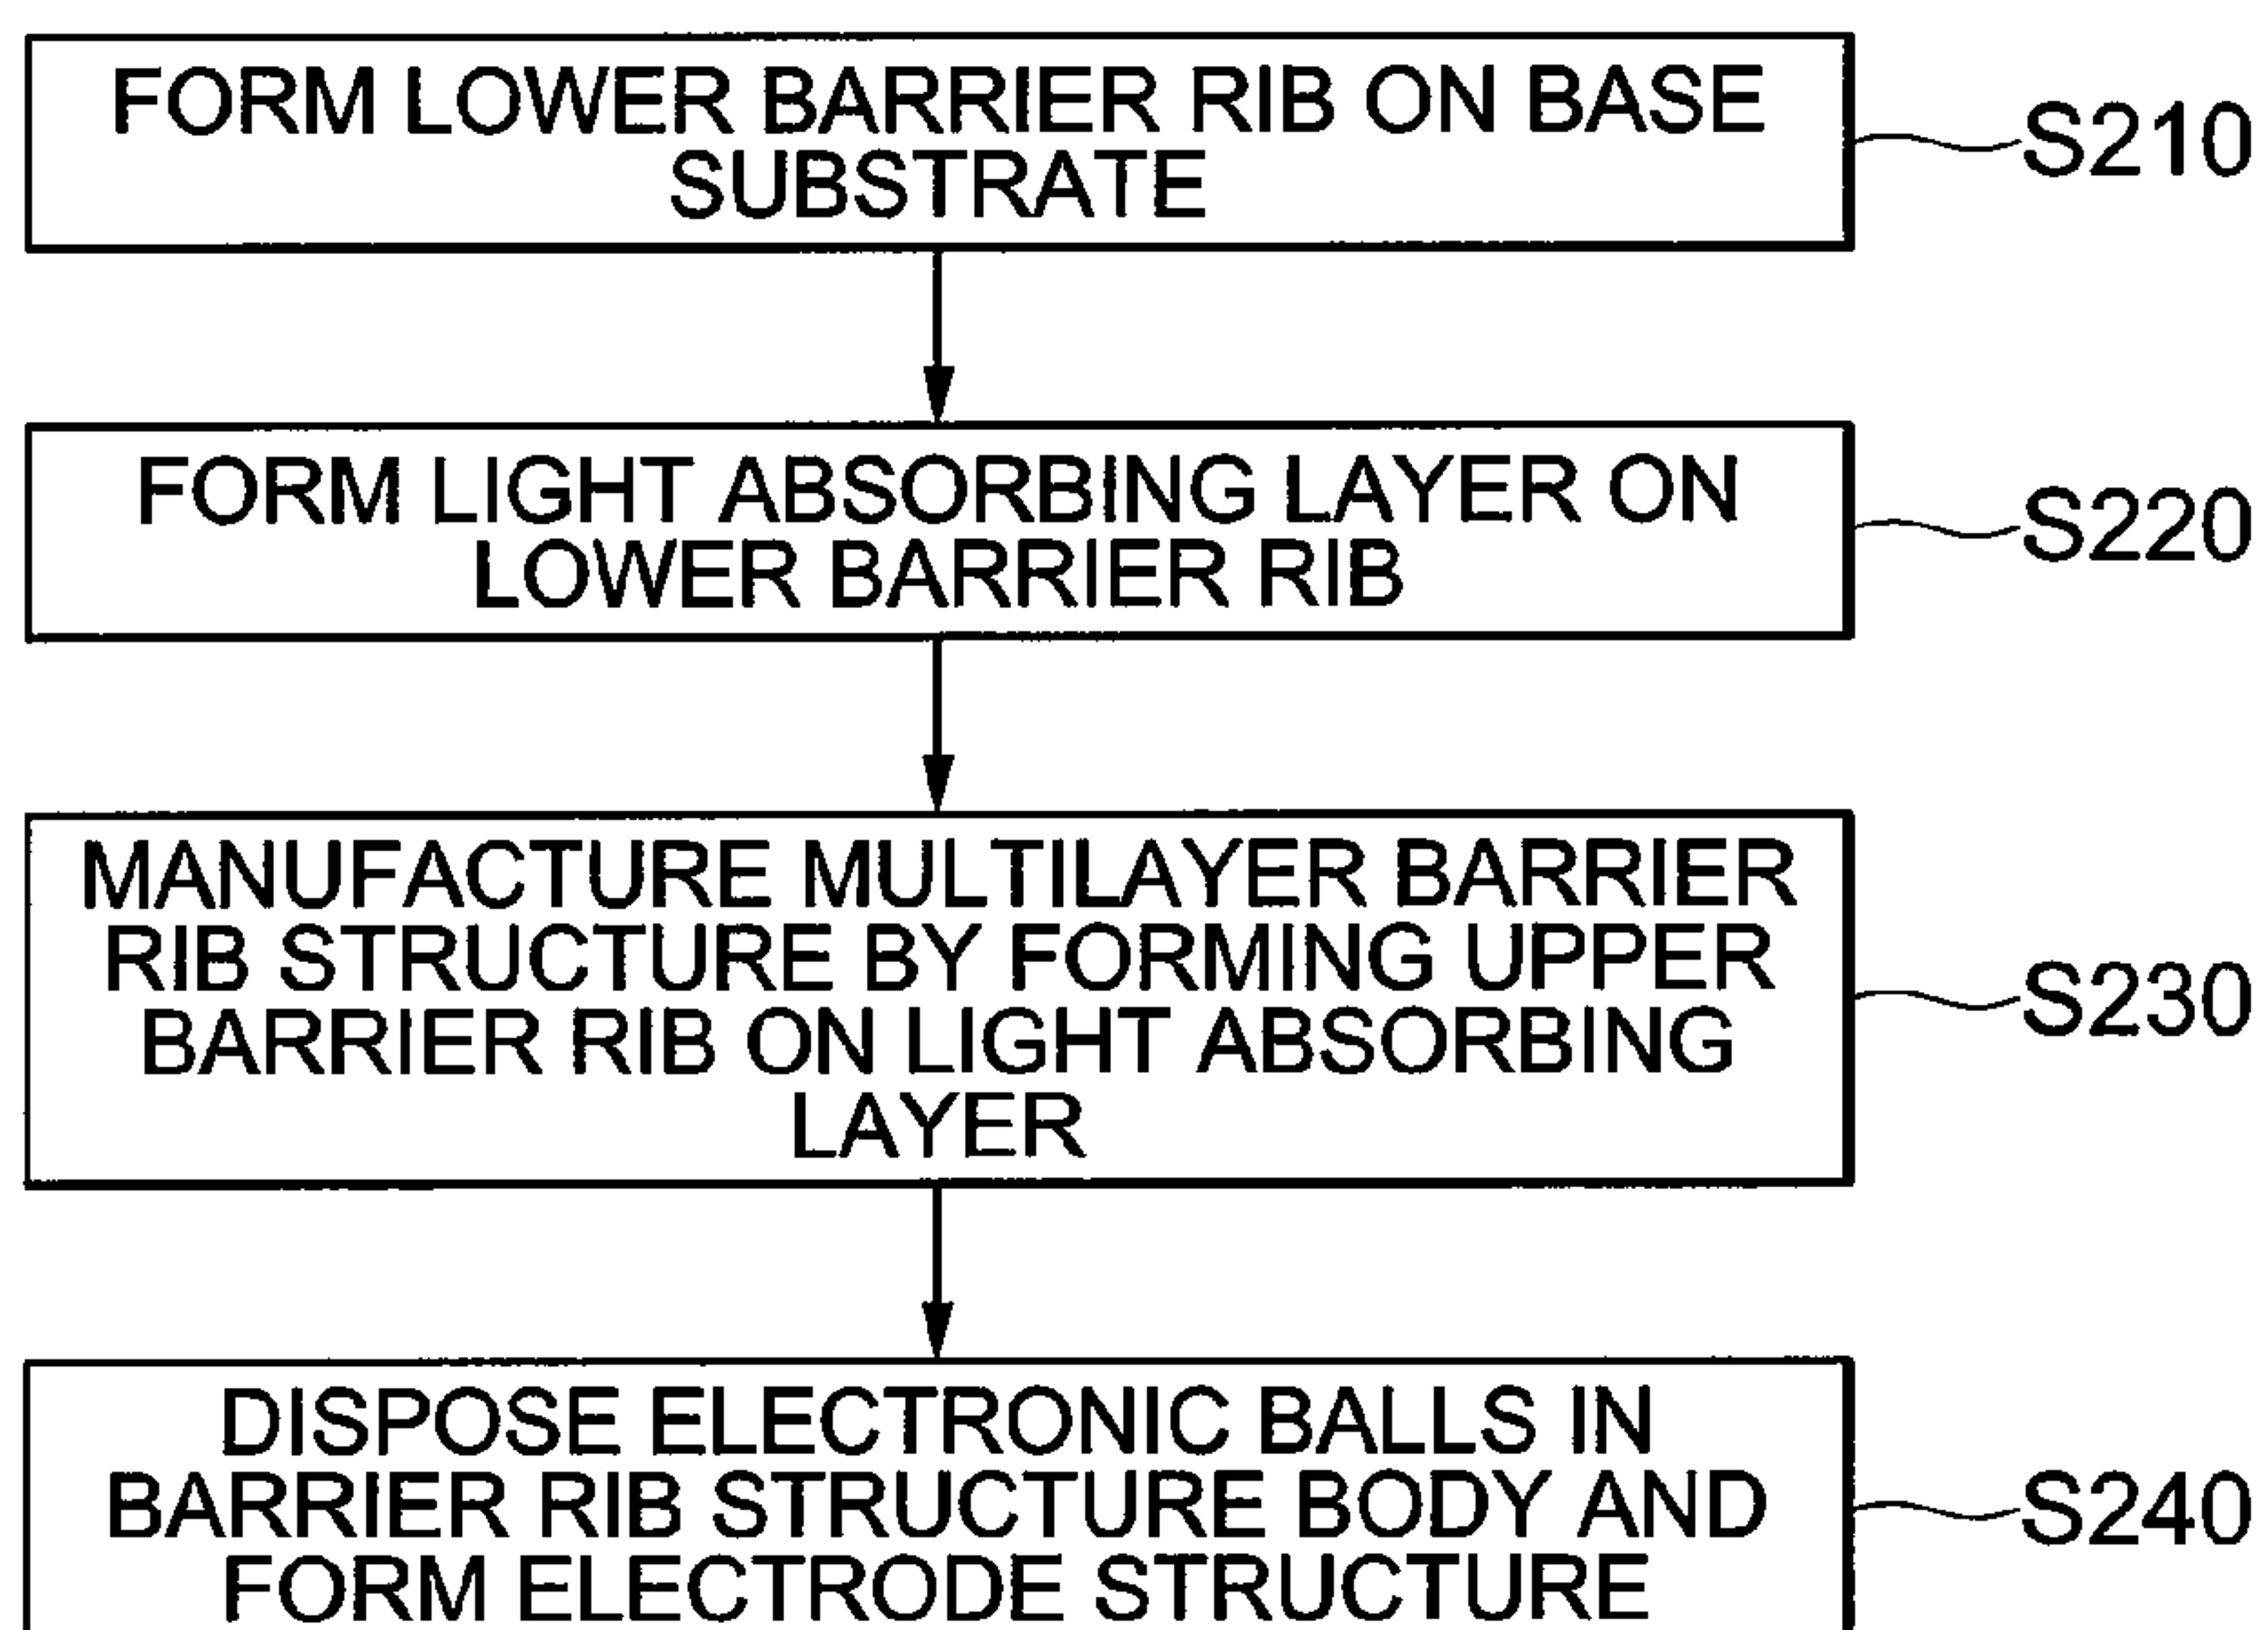 FORM LOWER BARRIER RIB ON BASE
SUBSTRATE
S210
FORM LIGHT ABSORBING LAYER ON
LOWER BARRIER RIB
S220
MANUFACTURE MULTILAYER BARRIER
RIB STRUCTURE BY FORMING UPPER
BARRIER RIB ON LIGHT ABSORBING
LAYER
S230
DISPOSE ELECTRONIC BALLS IN
BARRIER RIB STRUCTURE BODY AND
FORM ELECTRODE STRUCTURE
S240